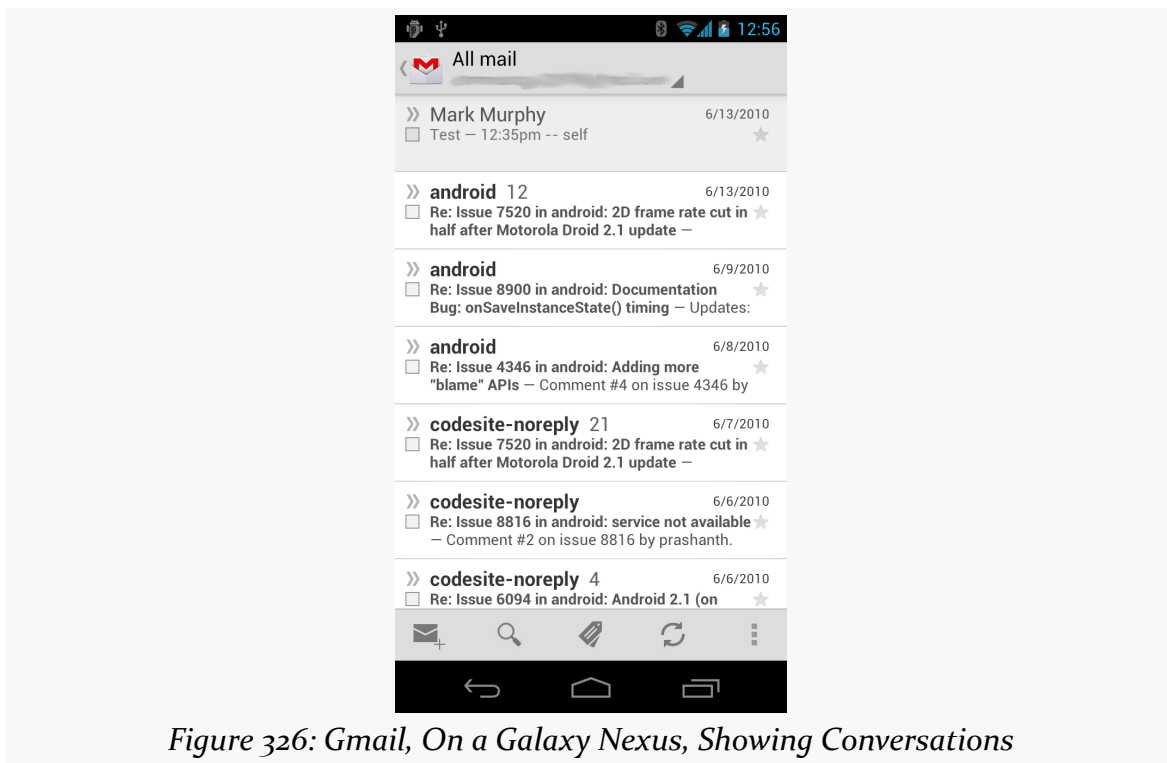 12:56
All mail
Mark Murphy 6/13/2010
Test — 12:35pm -- self
android 12 6/13/2010
Re: Issue 7520 in android: 2D frame rate cut in
half after Motorola Droid 2.1 update —
android 6/9/2010
Re: Issue 8900 in android: Documentation
Bug: onSaveInstanceState() timing — Updates:
android 6/8/2010
Re: Issue 4346 in android: Adding more
"blame" APIs — Comment #4 on issue 4346 by
codesite-noreply 21 6/7/2010
Re: Issue 7520 in android: 2D frame rate cut in
half after Motorola Droid 2.1 update —
codesite-noreply 6/6/2010
Re: Issue 8816 in android: service not available
— Comment #2 on issue 8816 by prashanth.
codesite-noreply 4 6/6/2010
Re: Issue 6094 in android: Android 2.1 (on
Figure 326: Gmail, On a Galaxy Nexus, Showing Conversations